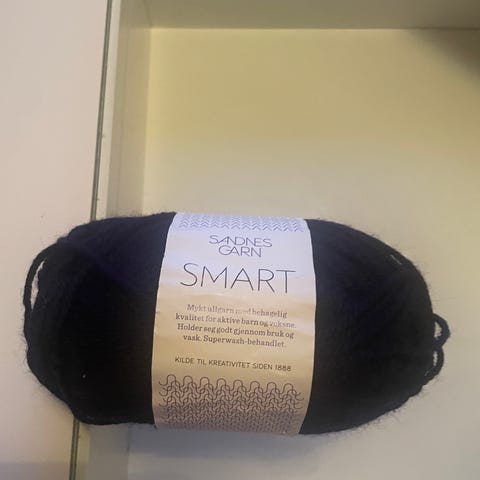 SANDNES
GARN
SMART
Mykt ullgarn med behagelig
kvalitet for aktive barn og voksne.
Holder seg godt gjennom bruk og
vask. Superwash-behandlet.
KILDE TIL KREATIVITET SIDEN 1888